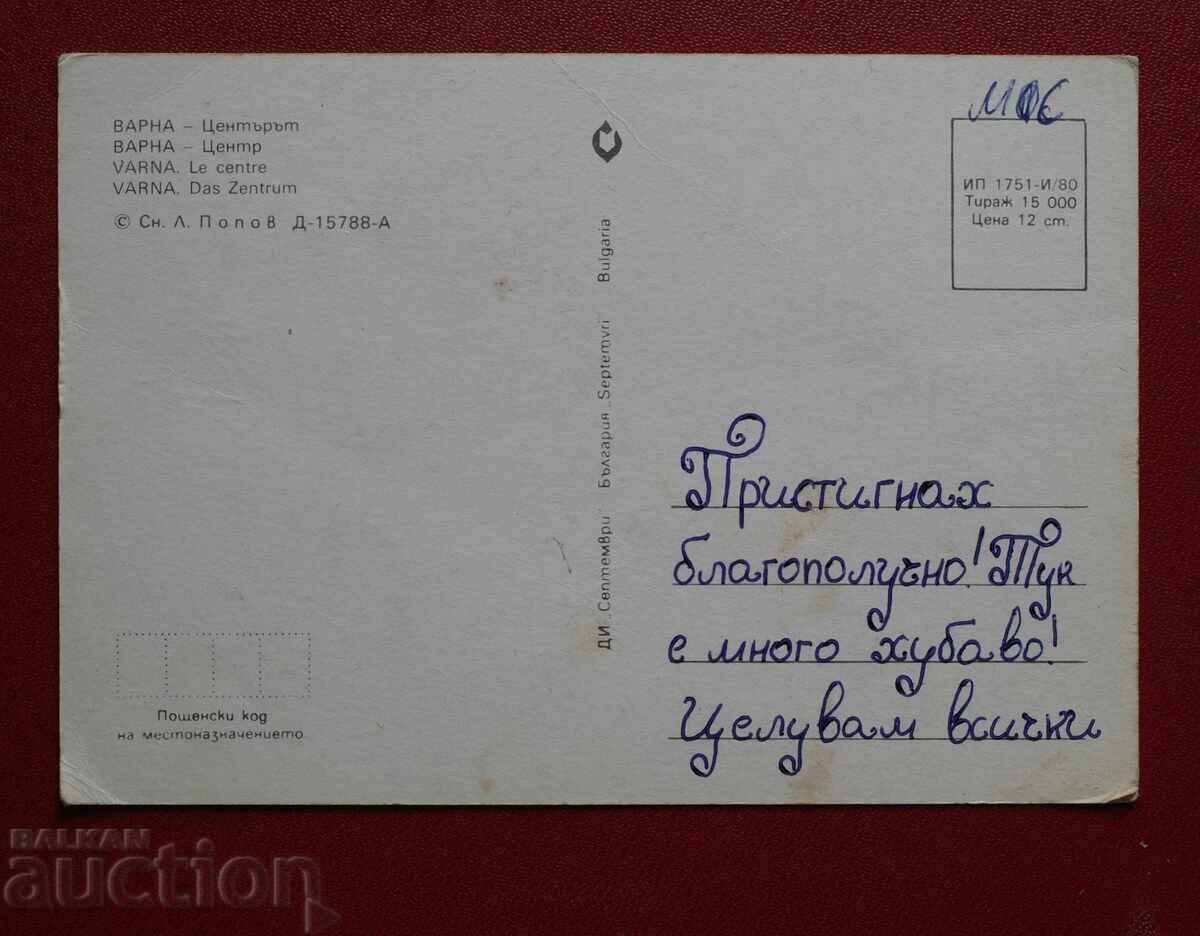 ВАРНА – Центърът
ВАРНА – Центр
VARNA. Le centre
VARNA. Das Zentrum
© Сн. Л. Попов Д-15788-А
ДИ „Септември" България „Septemvri" Bulgaria
ИП 1751-И/80
Тираж 15 000
Цена 12 ст.
Пристигнах
благополучно! Тук
е много хубаво!
Целувам всички
Пощенски код
на местоназначението
BALKAN
auction